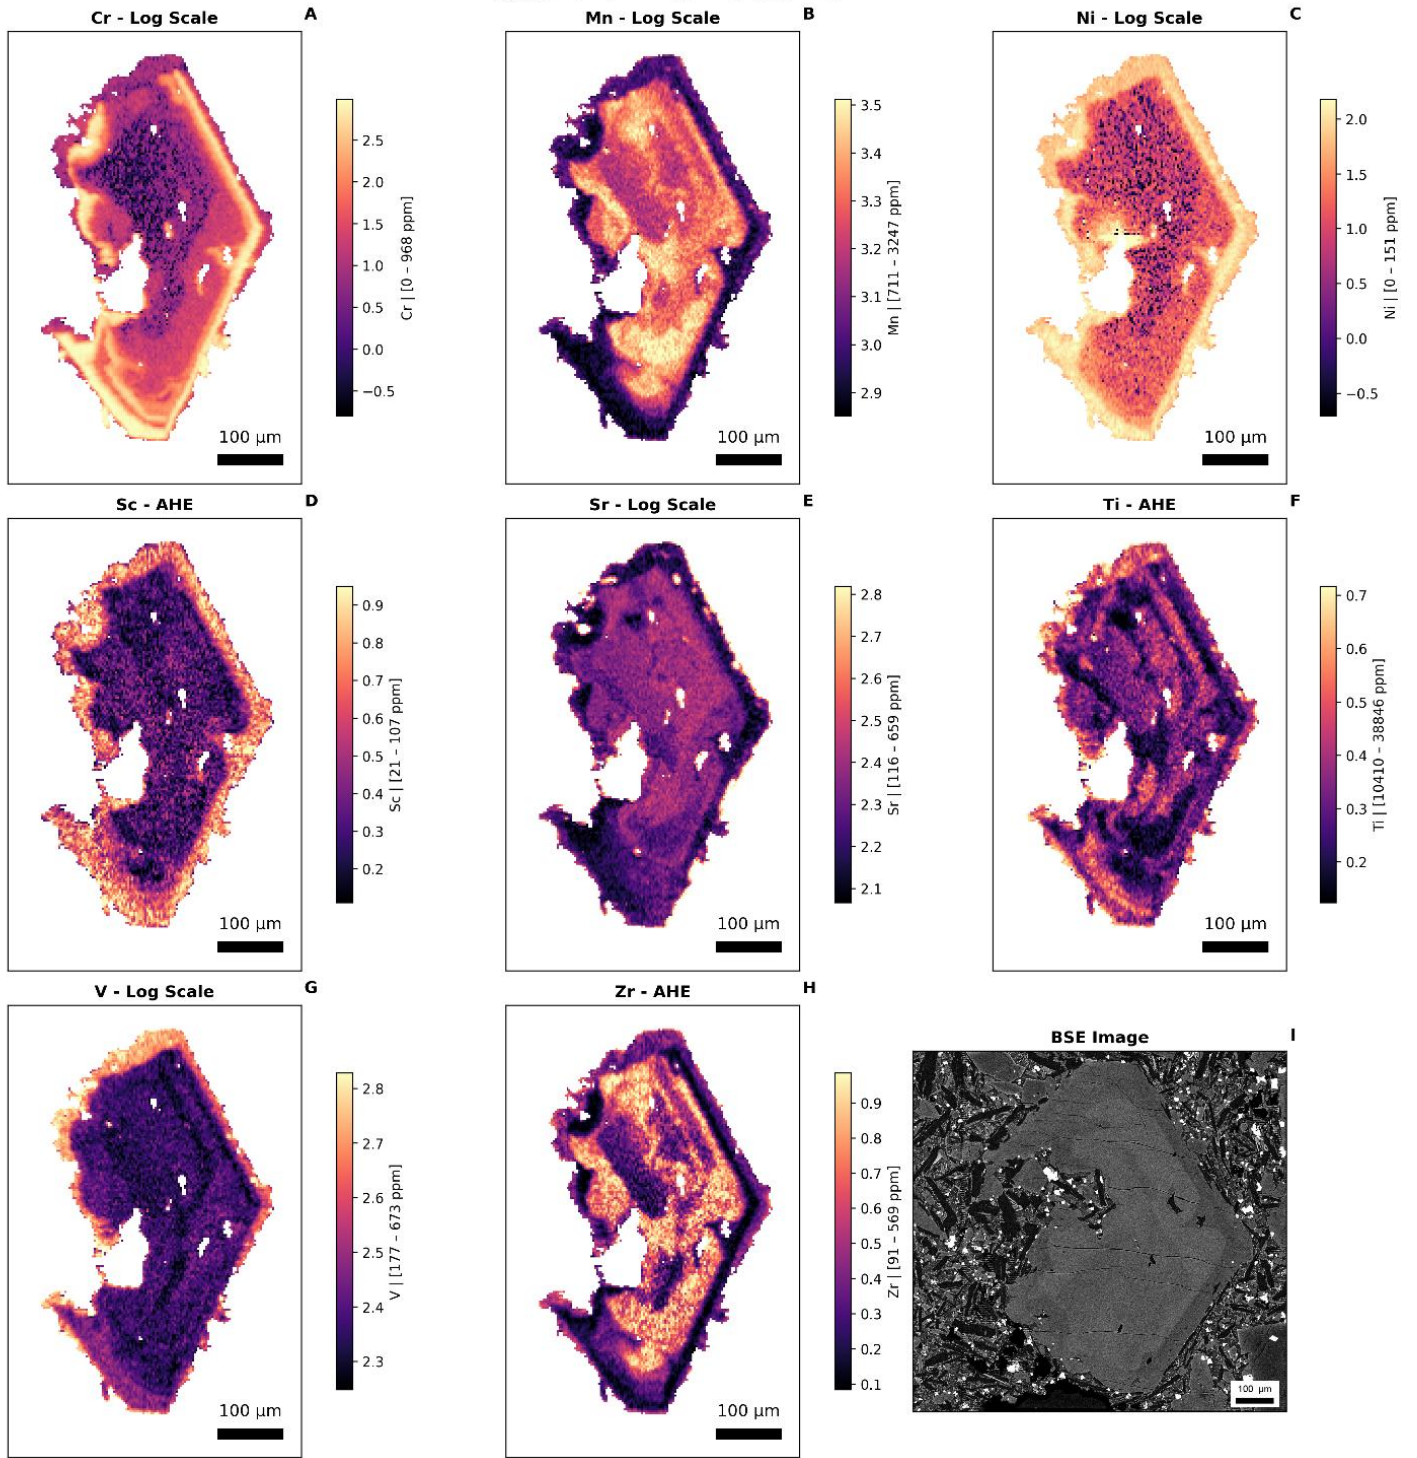 Cr - Log Scale
A
2.5
2.0
1.5
1.0
0.5
0.0
−0.5
Cr | [0 – 968 ppm]
100 µm
Mn - Log Scale
B
3.5
3.4
3.3
3.2
3.1
3.0
2.9
Mn | [711 – 3247 ppm]
100 µm
Ni - Log Scale
C
2.0
1.5
1.0
0.5
0.0
−0.5
Ni | [0 – 151 ppm]
100 µm
Sc - AHE
D
0.9
0.8
0.7
0.6
0.5
0.4
0.3
0.2
Sc | [21 – 107 ppm]
100 µm
Sr - Log Scale
E
2.8
2.7
2.6
2.5
2.4
2.3
2.2
2.1
Sr | [116 – 659 ppm]
100 µm
Ti - AHE
F
0.7
0.6
0.5
0.4
0.3
0.2
Ti | [10410 – 38846 ppm]
100 µm
V - Log Scale
G
2.8
2.7
2.6
2.5
2.4
2.3
V | [177 – 673 ppm]
100 µm
Zr - AHE
H
0.9
0.8
0.7
0.6
0.5
0.4
0.3
0.2
0.1
Zr | [91 – 569 ppm]
100 µm
BSE Image
I
100 µm